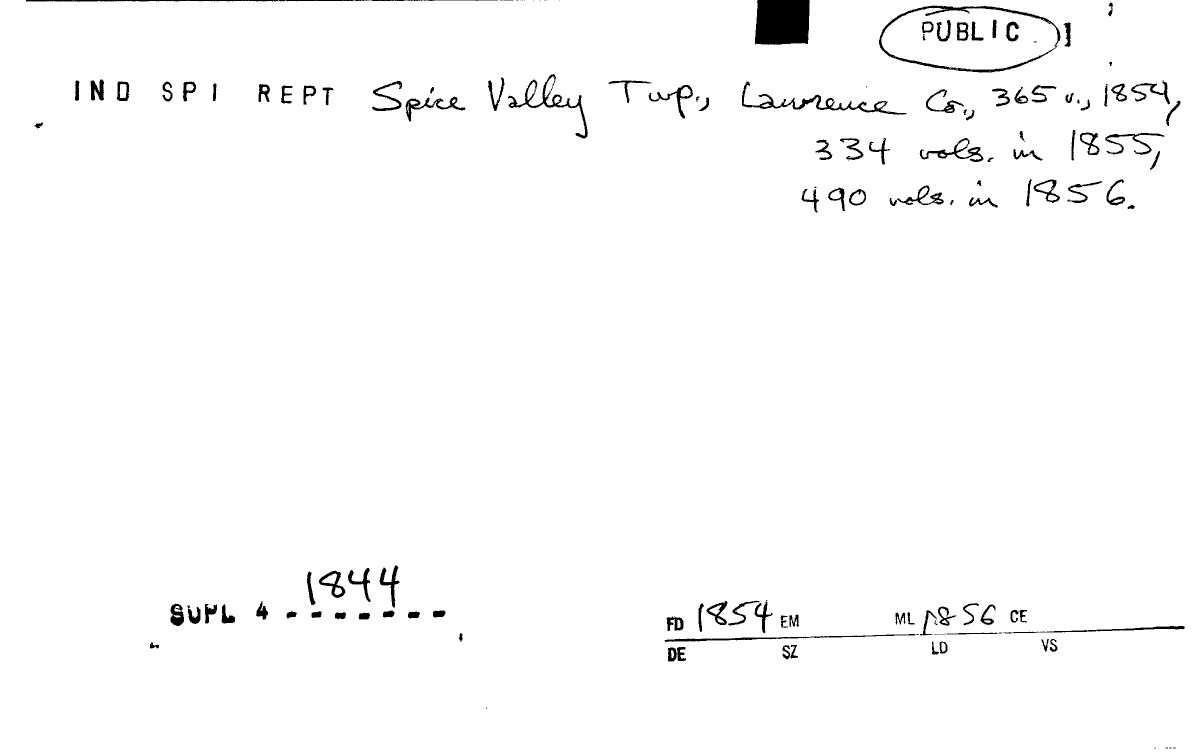 PUBLIC
IND SPI REPT Spice Valley Twp., Lawrence Co., 365 v., 1854,
334 vols. in 1855,
490 vols. in 1856.
1844
SUPL 4 - - - - - - -
FD 1854 EM ML 1856 CE
DE SZ LD VS